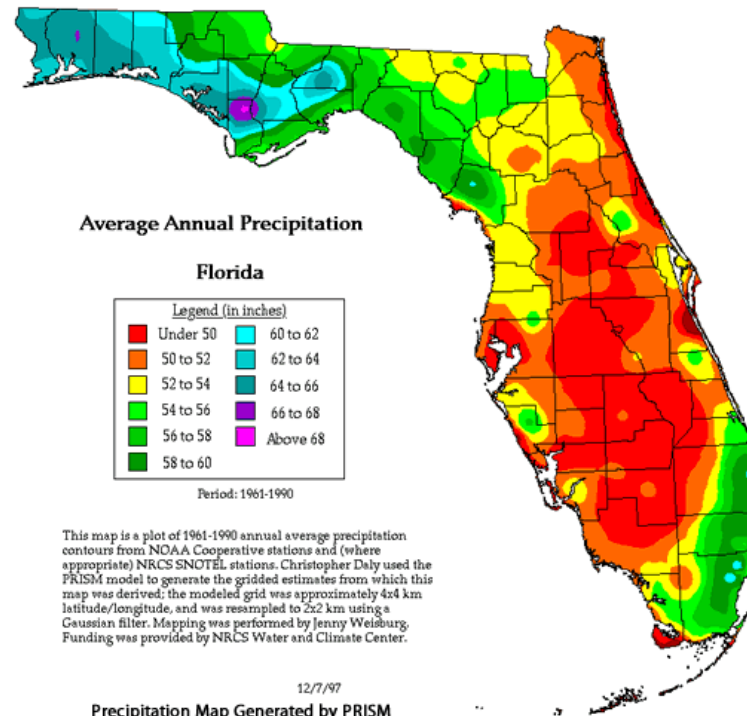 Average Annual Precipitation
Florida
Legend (in inches)
Under 50
50 to 52
52 to 54
54 to 56
56 to 58
58 to 60
60 to 62
62 to 64
64 to 66
66 to 68
Above 68
Period: 1961-1990
This map is a plot of 1961-1990 annual average precipitation
contours from NOAA Cooperative stations and (where
appropriate) NRCS SNOTEL stations. Christopher Daly used the
PRISM model to generate the gridded estimates from which this
map was derived; the modeled grid was approximately 4x4 km
latitude/longitude, and was resampled to 2x2 km using a
Gaussian filter. Mapping was performed by Jenny Weisburg.
Funding was provided by NRCS Water and Climate Center.
12/7/97
Precipitation Map Generated by PRISM